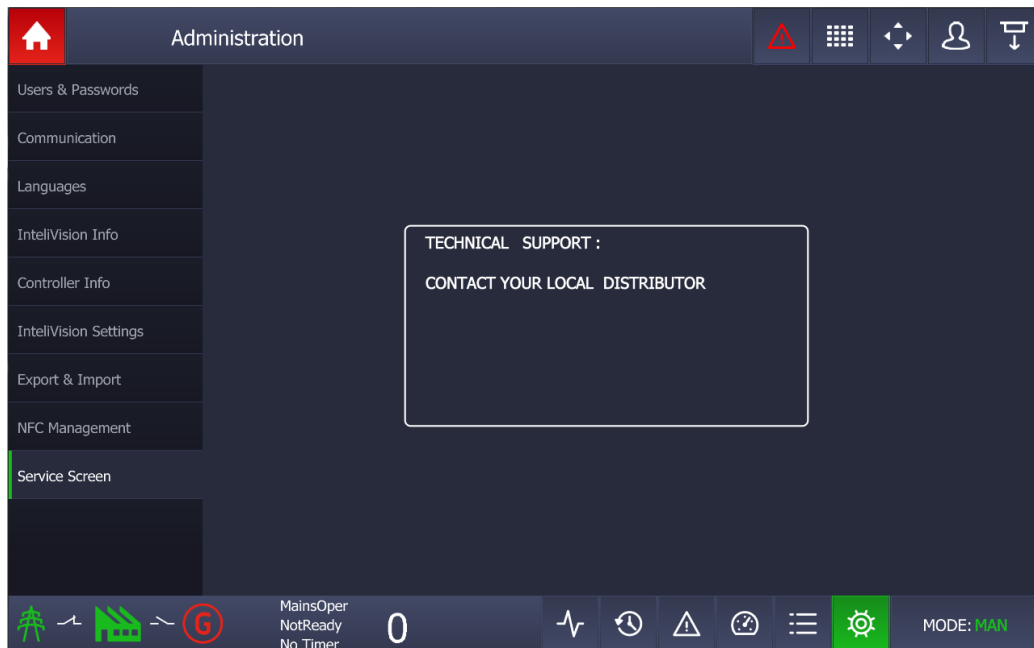 Administration
Users & Passwords
Communication
Languages
InteliVision Info
Controller Info
InteliVision Settings
Export & Import
NFC Management
Service Screen
TECHNICAL SUPPORT :
CONTACT YOUR LOCAL DISTRIBUTOR
G
MainsOper
NotReady
No Timer
0
MODE: MAN